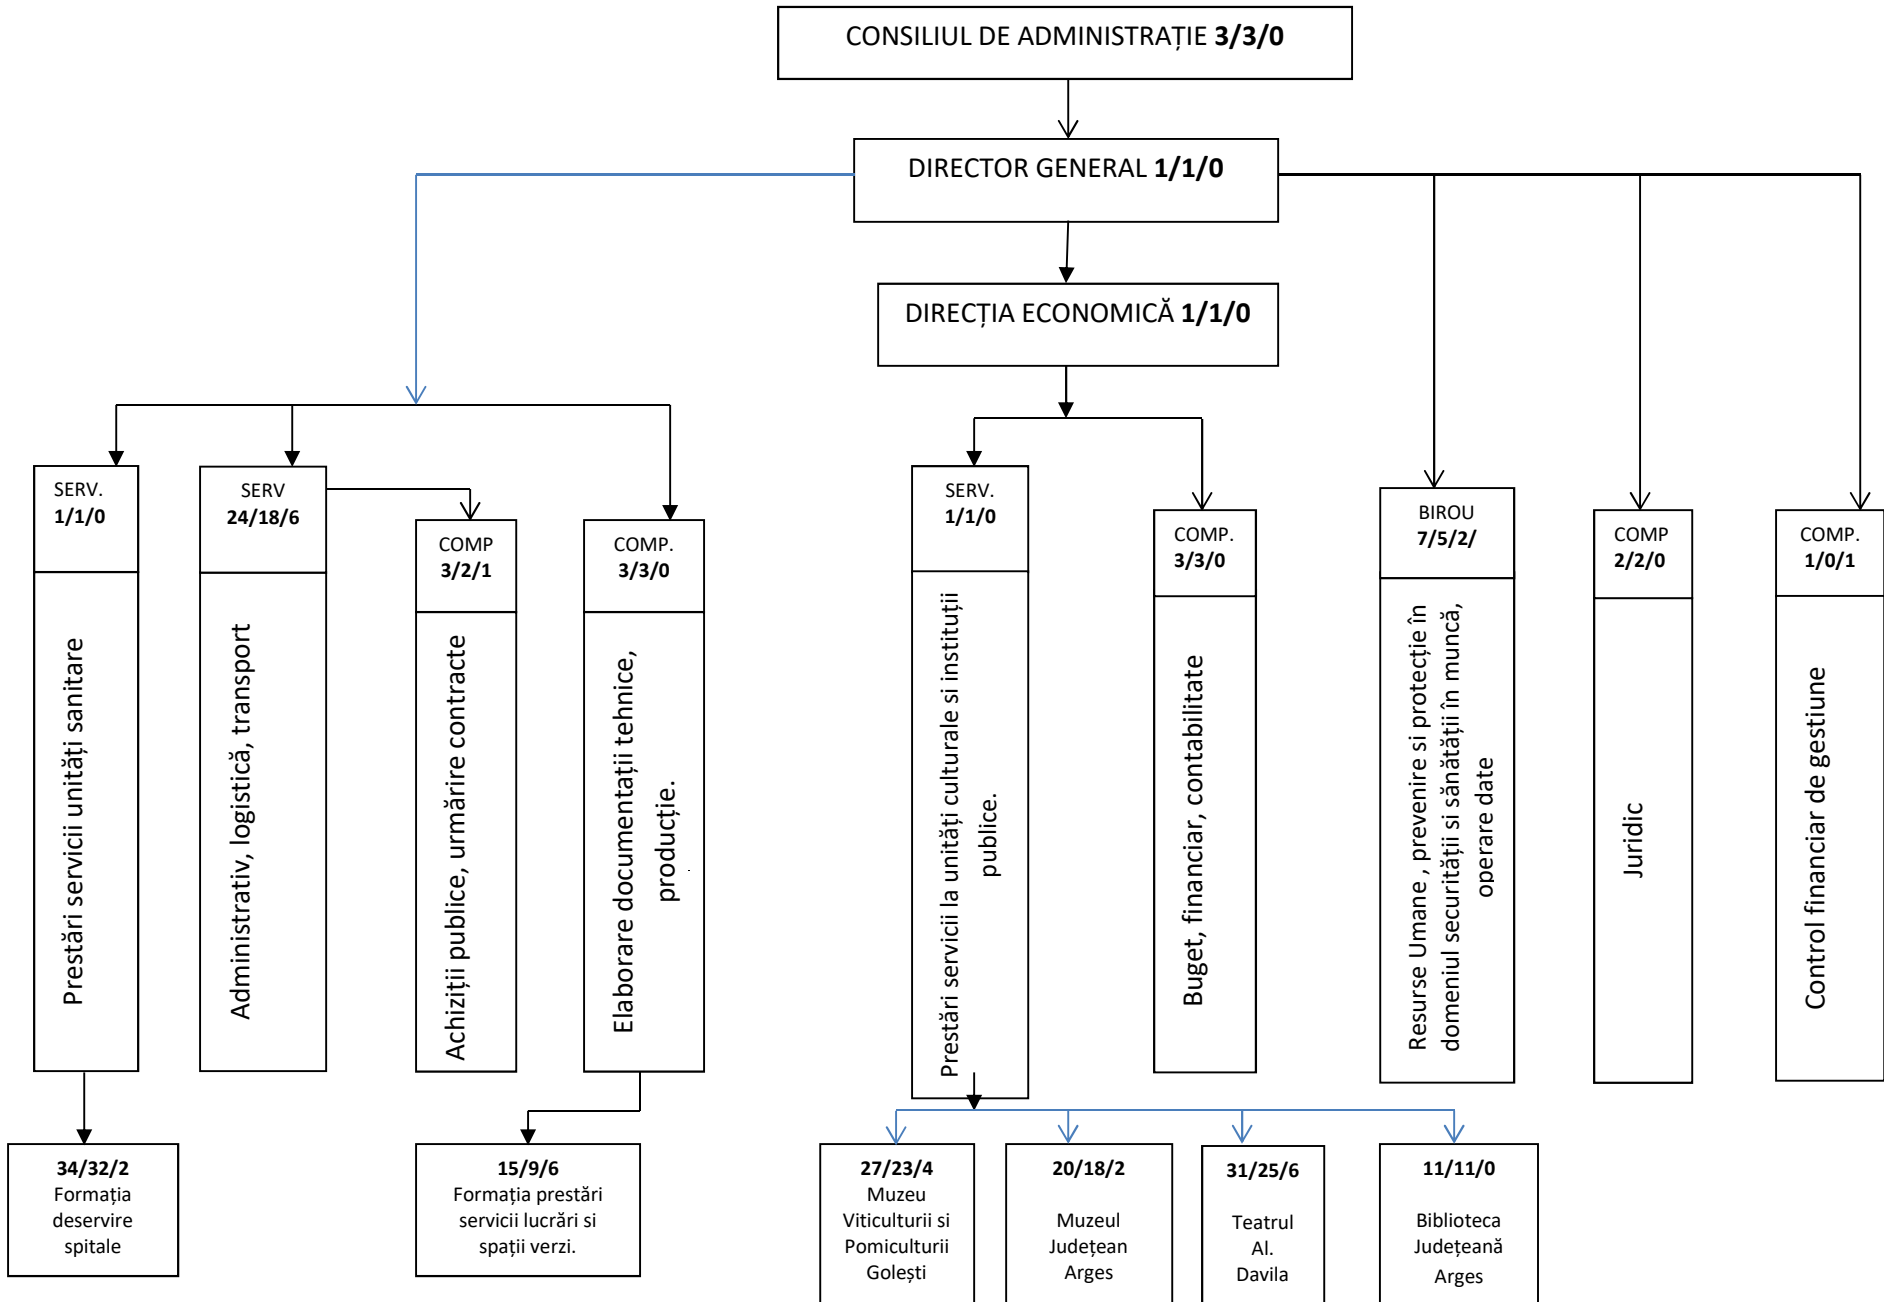 CONSILIUL DE ADMINISTRAȚIE 3/3/0
DIRECTOR GENERAL 1/1/0
DIRECȚIA ECONOMICĂ 1/1/0
SERV.
1/1/0
Prestări servicii unități sanitare
SERV
24/18/6
Administrativ, logistică, transport
COMP
3/2/1
Achiziții publice, urmărire contracte
COMP.
3/3/0
Elaborare documentații tehnice,
producție.
SERV.
1/1/0
Prestări servicii la unități culturale si instituții
publice.
COMP.
3/3/0
Buget, financiar, contabilitate
BIROU
7/5/2/
Resurse Umane , prevenire si protecție în
domeniul securității si sănătății în muncă,
operare date
COMP
2/2/0
Juridic
COMP.
1/0/1
Control financiar de gestiune
34/32/2
Formația
deservire
spitale
15/9/6
Formația prestări
servicii lucrări si
spații verzi.
27/23/4
Muzeu
Viticulturii si
Pomiculturii
Golești
20/18/2
Muzeul
Județean
Arges
31/25/6
Teatrul
Al.
Davila
11/11/0
Biblioteca
Județeană
Arges